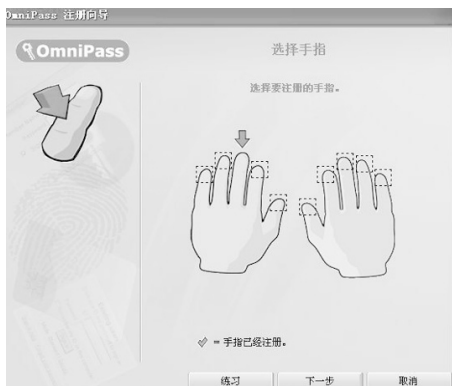 OmniPass 注册向导
OmniPass
选择手指
选择要注册的手指。
= 手指已经注册。
练习
下一步
取消